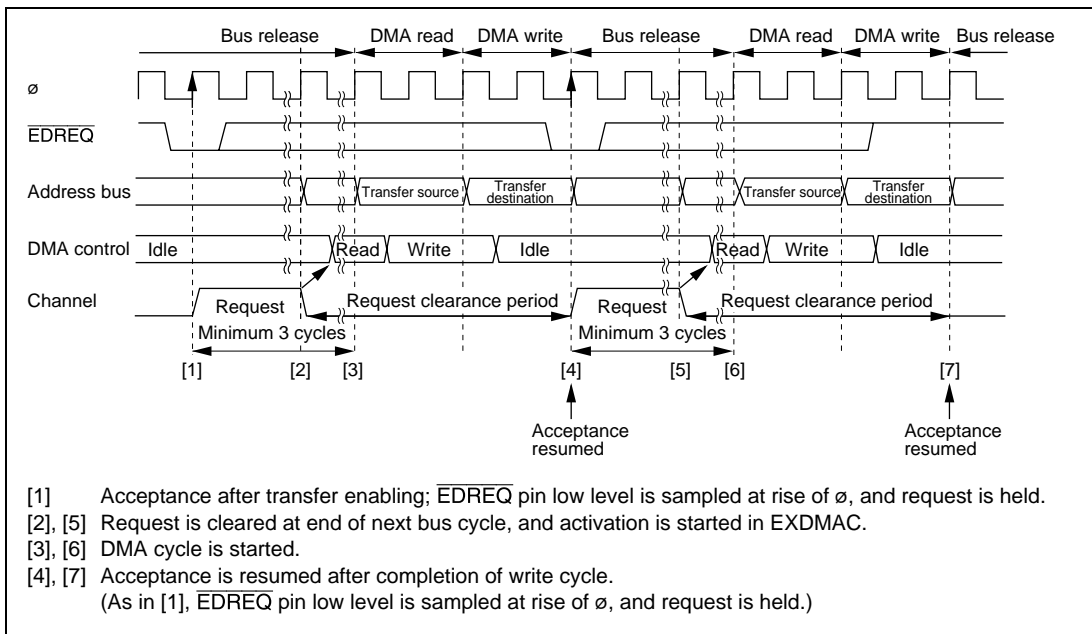 Bus release DMA read DMA write Bus release DMA read DMA write Bus release
ø
EDREQ
Address bus Transfer source Transfer destination Transfer source Transfer destination
DMA control Idle Read Write Idle Read Write Idle
Channel Request Request clearance period Request Request clearance period
Minimum 3 cycles Minimum 3 cycles
[1] [2] [3] [4] [5] [6] [7]
Acceptance resumed Acceptance resumed
[1] Acceptance after transfer enabling; EDREQ pin low level is sampled at rise of ø, and request is held.
[2], [5] Request is cleared at end of next bus cycle, and activation is started in EXDMAC.
[3], [6] DMA cycle is started.
[4], [7] Acceptance is resumed after completion of write cycle.
(As in [1], EDREQ pin low level is sampled at rise of ø, and request is held.)